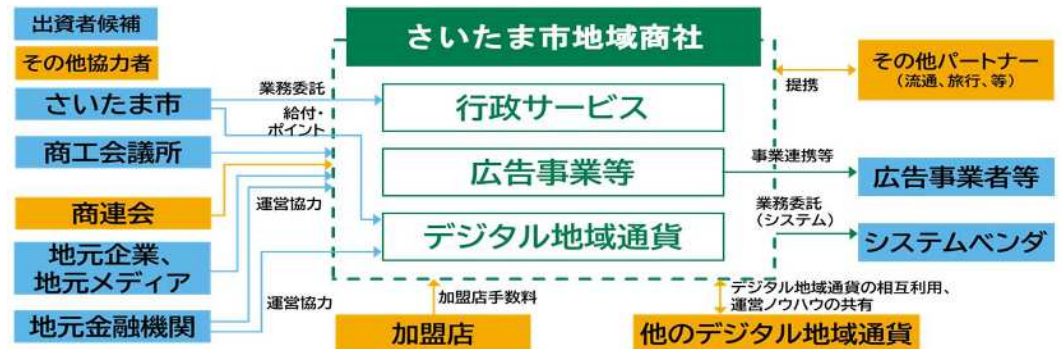 出資者候補
その他協力者
さいたま市
商工会議所
商連会
地元企業、
地元メディア
地元金融機関
業務委託
給付・
ポイント
運営協力
運営協力
さいたま市地域商社
行政サービス
広告事業等
デジタル地域通貨
加盟店手数料
加盟店
提携
その他パートナー
(流通、旅行、等)
事業連携等
広告事業者等
業務委託
(システム)
システムベンダ
デジタル地域通貨の相互利用、
運営ノウハウの共有
他のデジタル地域通貨